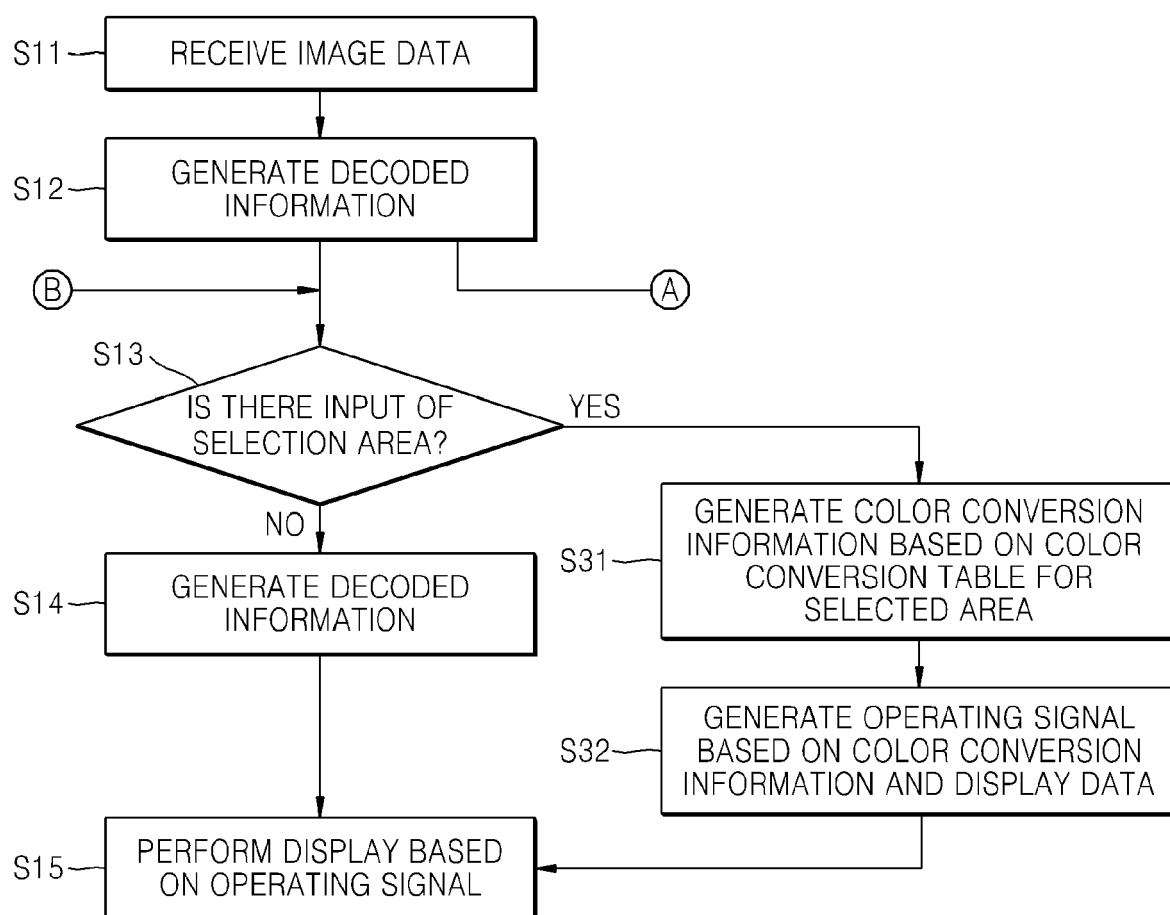 S11
RECEIVE IMAGE DATA
S12
GENERATE DECODED
INFORMATION
B
A
S13
IS THERE INPUT OF
SELECTION AREA?
YES
NO
S14
GENERATE DECODED
INFORMATION
S31
GENERATE COLOR CONVERSION
INFORMATION BASED ON COLOR
CONVERSION TABLE FOR
SELECTED AREA
S32
GENERATE OPERATING SIGNAL
BASED ON COLOR CONVERSION
INFORMATION AND DISPLAY DATA
S15
PERFORM DISPLAY BASED
ON OPERATING SIGNAL